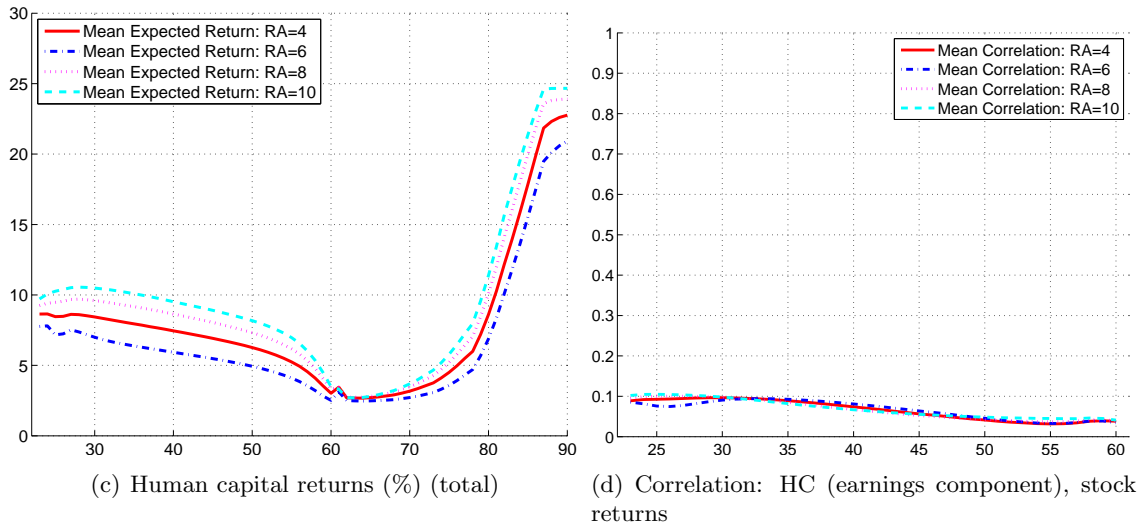 30
25
20
15
10
5
0
Mean Expected Return: RA=4
Mean Expected Return: RA=6
Mean Expected Return: RA=8
Mean Expected Return: RA=10
30 40 50 60 70 80 90
(c) Human capital returns (%) (total)
1
0.9
0.8
0.7
0.6
0.5
0.4
0.3
0.2
0.1
0
Mean Correlation: RA=4
Mean Correlation: RA=6
Mean Correlation: RA=8
Mean Correlation: RA=10
25 30 35 40 45 50 55 60
(d) Correlation: HC (earnings component), stock
returns